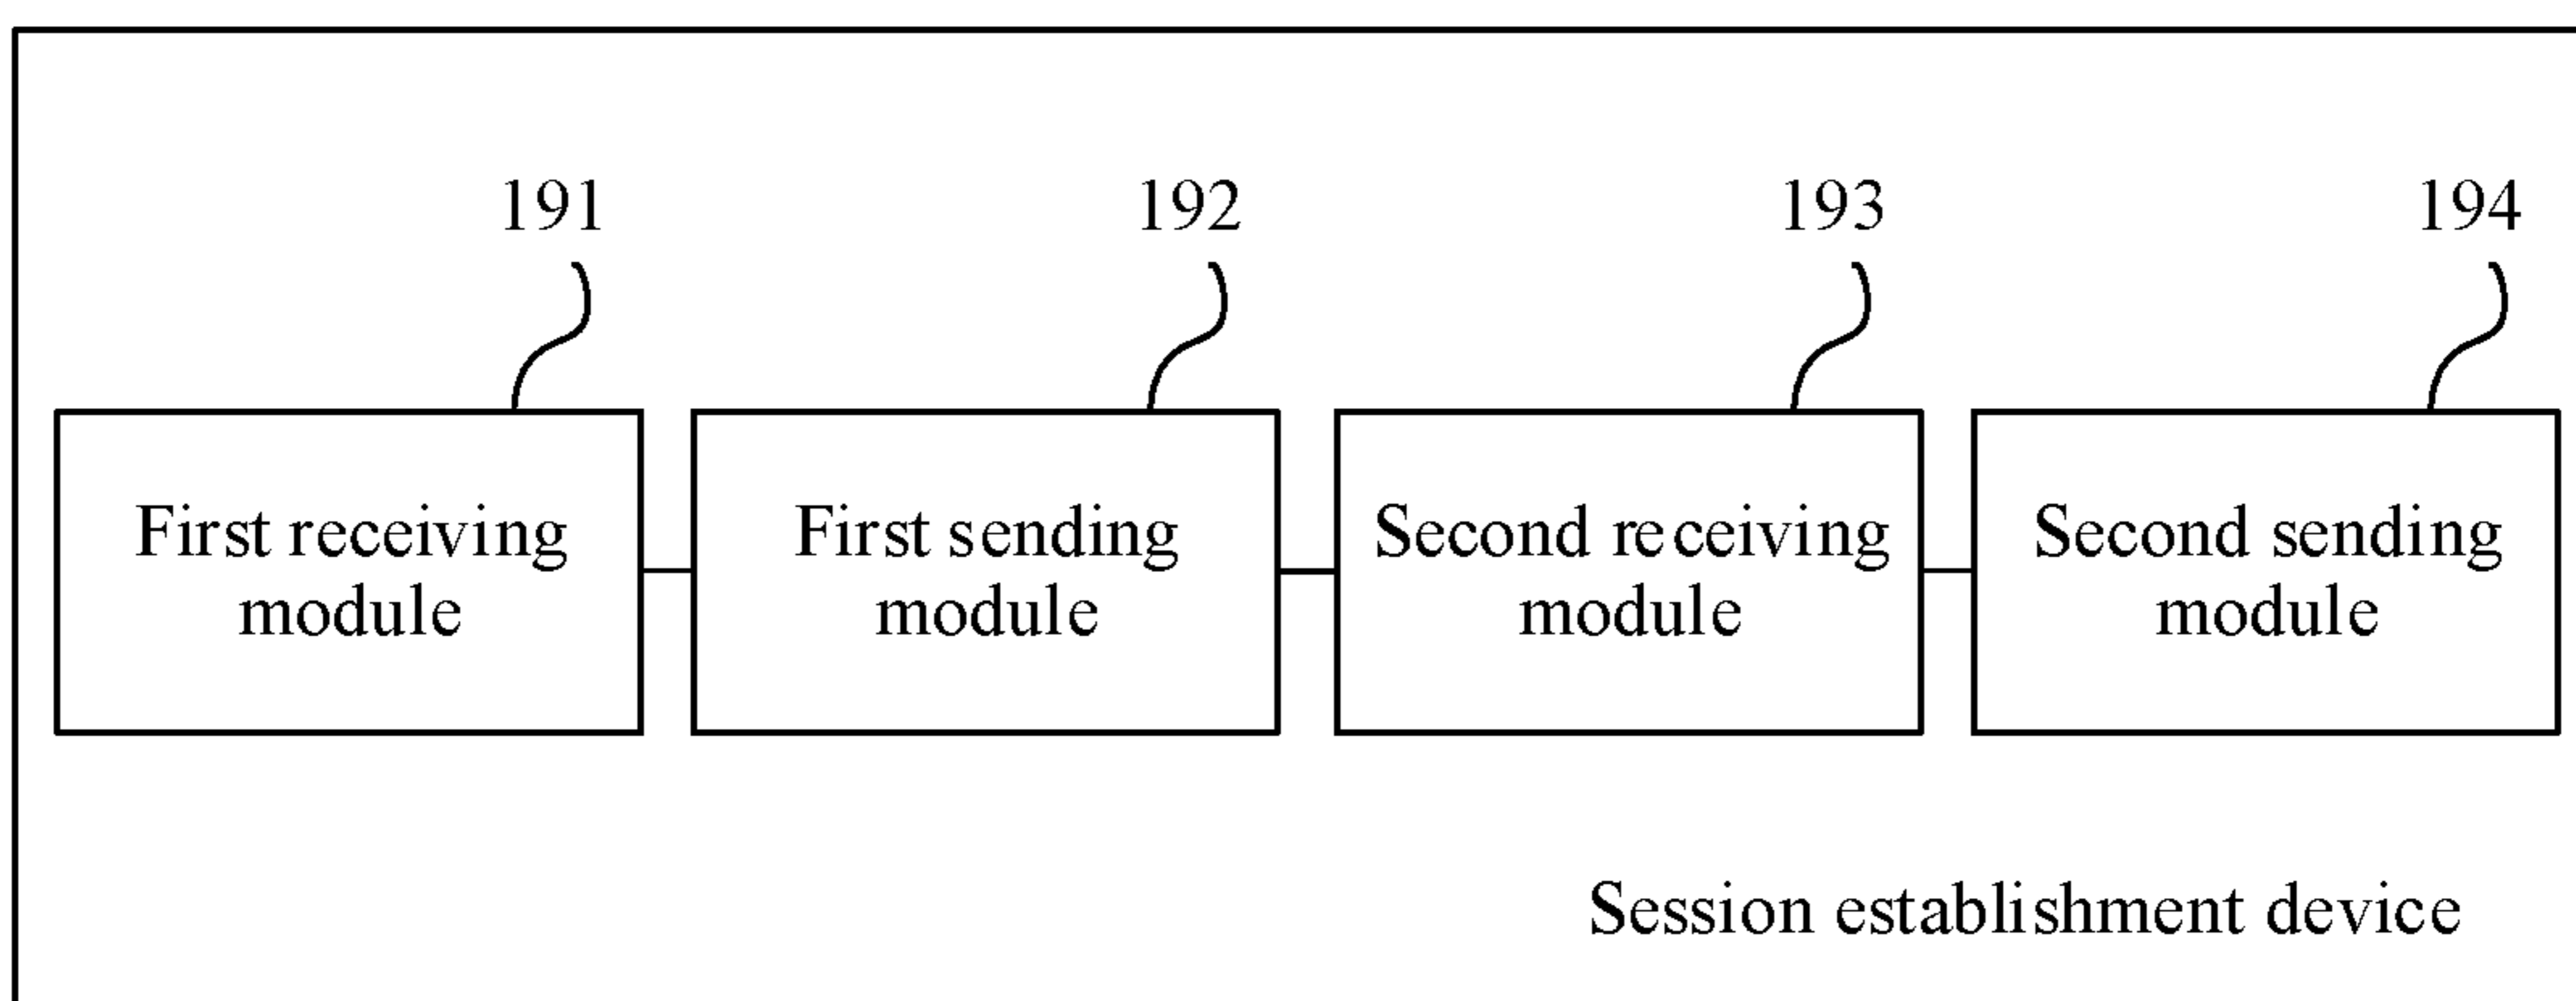 191
192
193
194
First receiving
module
First sending
module
Second receiving
module
Second sending
module
Session establishment device